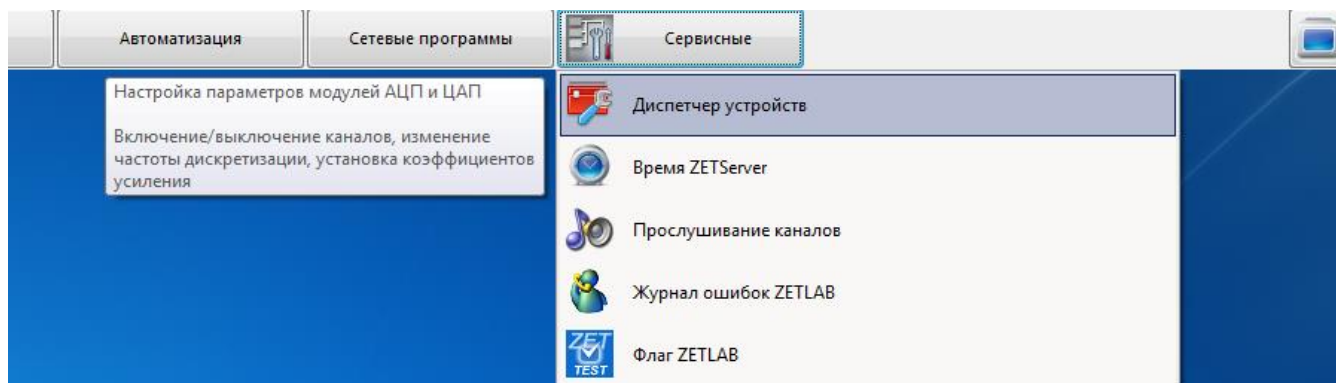 Автоматизация
Сетевые программы
Сервисные
Настройка параметров модулей АЦП и ЦАП
Включение/выключение каналов, изменение
частоты дискретизации, установка коэффициентов
усиления
Диспетчер устройств
Время ZETServer
Прослушивание каналов
Журнал ошибок ZETLAB
ZET
TEST
Флаг ZETLAB